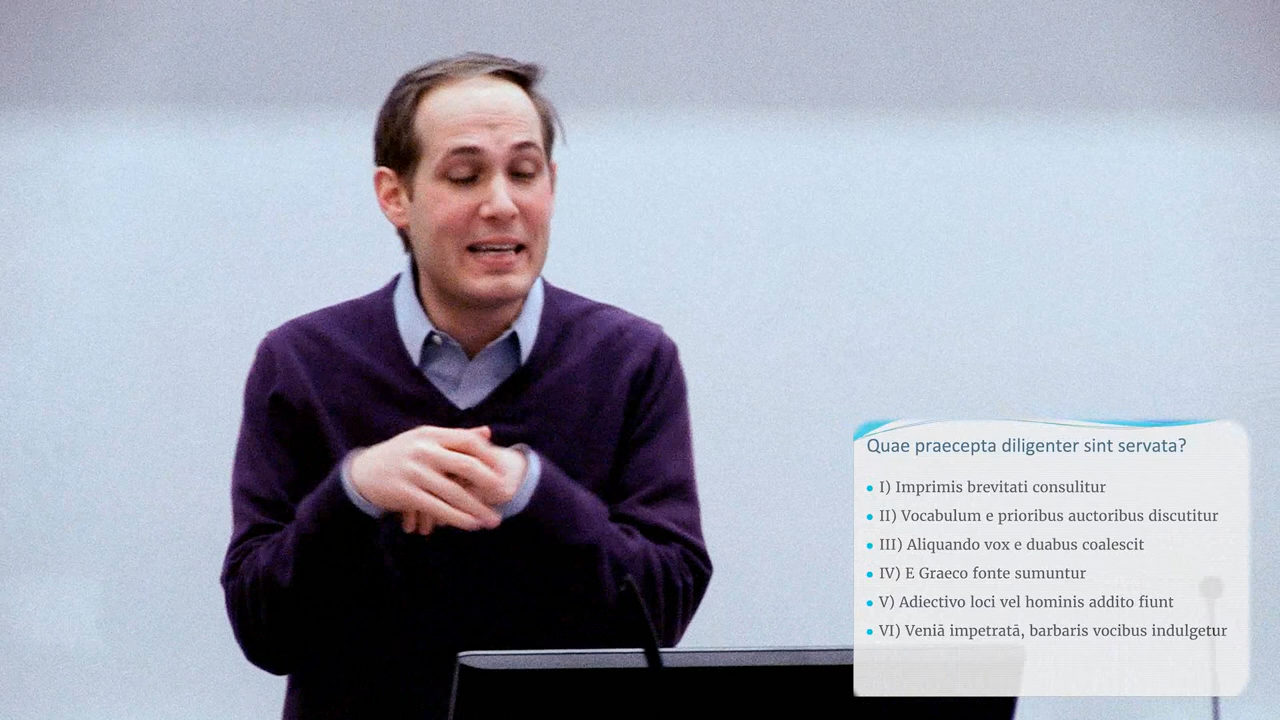 Quae praecepta diligenter sint servata?
I) Imprimis brevitati consulitur
II) Vocabulum e prioribus auctoribus discutitur
III) Aliquando vox e duabus coalescit
IV) E Graeco fonte sumuntur
V) Adiectivo loci vel hominis addito fiunt
VI) Veniā impetratā, barbaris vocibus indulgetur